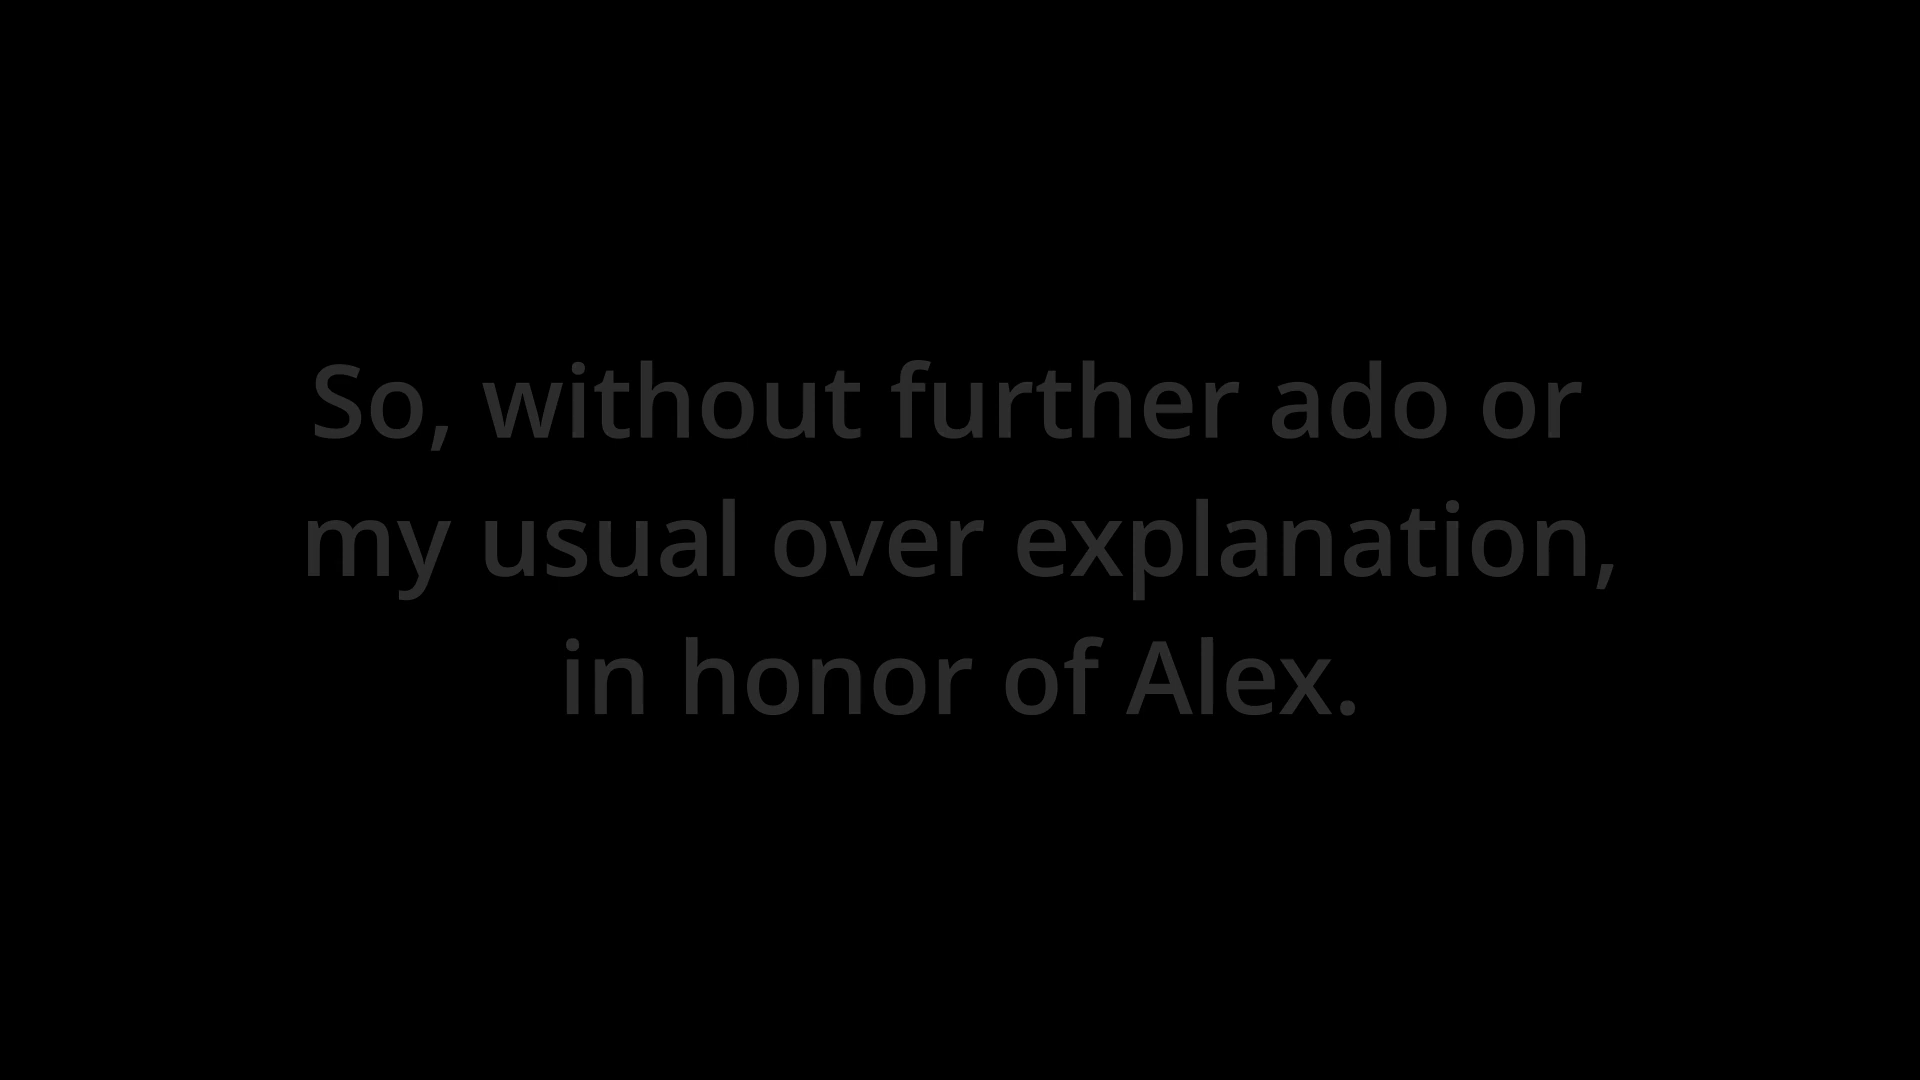 So, without further ado or
my usual over explanation,
in honor of Alex.